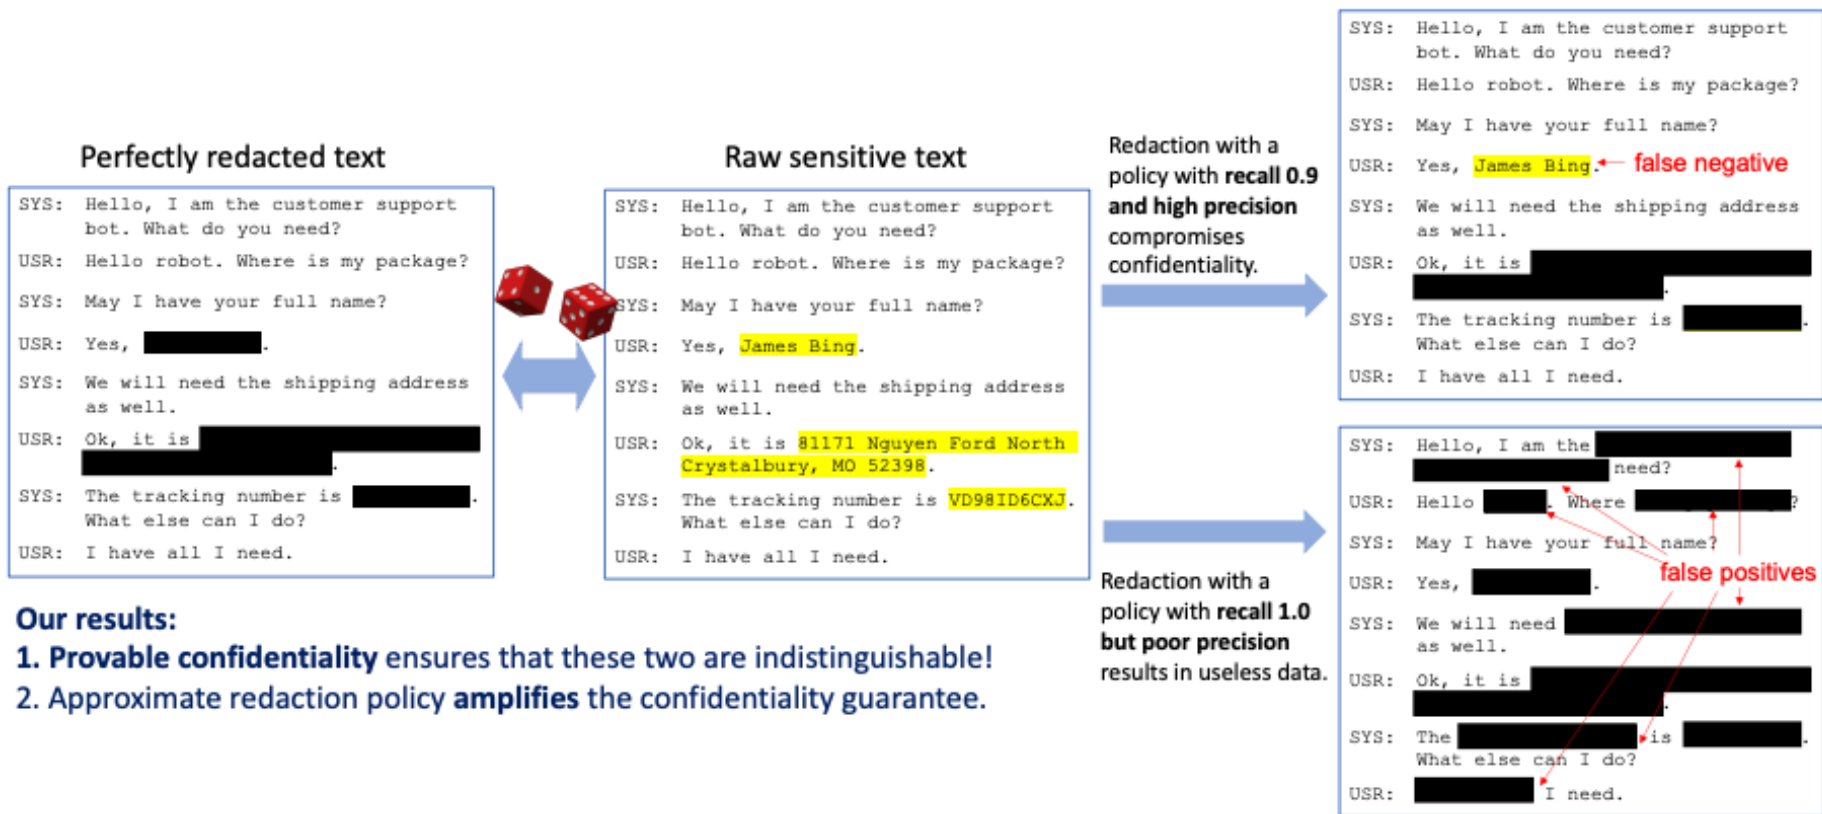 Perfectly redacted text
SYS: Hello, I am the customer support
bot. What do you need?
USR: Hello robot. Where is my package?
SYS: May I have your full name?
USR: Yes, .
SYS: We will need the shipping address
as well.
USR: Ok, it is
.
SYS: The tracking number is .
What else can I do?
USR: I have all I need.
Raw sensitive text
SYS: Hello, I am the customer support
bot. What do you need?
USR: Hello robot. Where is my package?
SYS: May I have your full name?
USR: Yes, James Bing.
SYS: We will need the shipping address
as well.
USR: Ok, it is 81171 Nguyen Ford North
Crystalbury, MO 52398.
SYS: The tracking number is VD98ID6CXJ.
What else can I do?
USR: I have all I need.
Our results:
1. Provable confidentiality ensures that these two are indistinguishable!
2. Approximate redaction policy amplifies the confidentiality guarantee.
Redaction with a
policy with recall 0.9
and high precision
compromises
confidentiality.
Redaction with a
policy with recall 1.0
but poor precision
results in useless data.
SYS: Hello, I am the customer support
bot. What do you need?
USR: Hello robot. Where is my package?
SYS: May I have your full name?
USR: Yes, James Bing. false negative
SYS: We will need the shipping address
as well.
USR: Ok, it is
.
SYS: The tracking number is .
What else can I do?
USR: I have all I need.
SYS: Hello, I am the
need?
USR: Hello . Where ?
SYS: May I have your full name?
false positives
USR: Yes, .
SYS: We will need
as well.
USR: Ok, it is
.
SYS: The is .
What else can I do?
USR: I need.